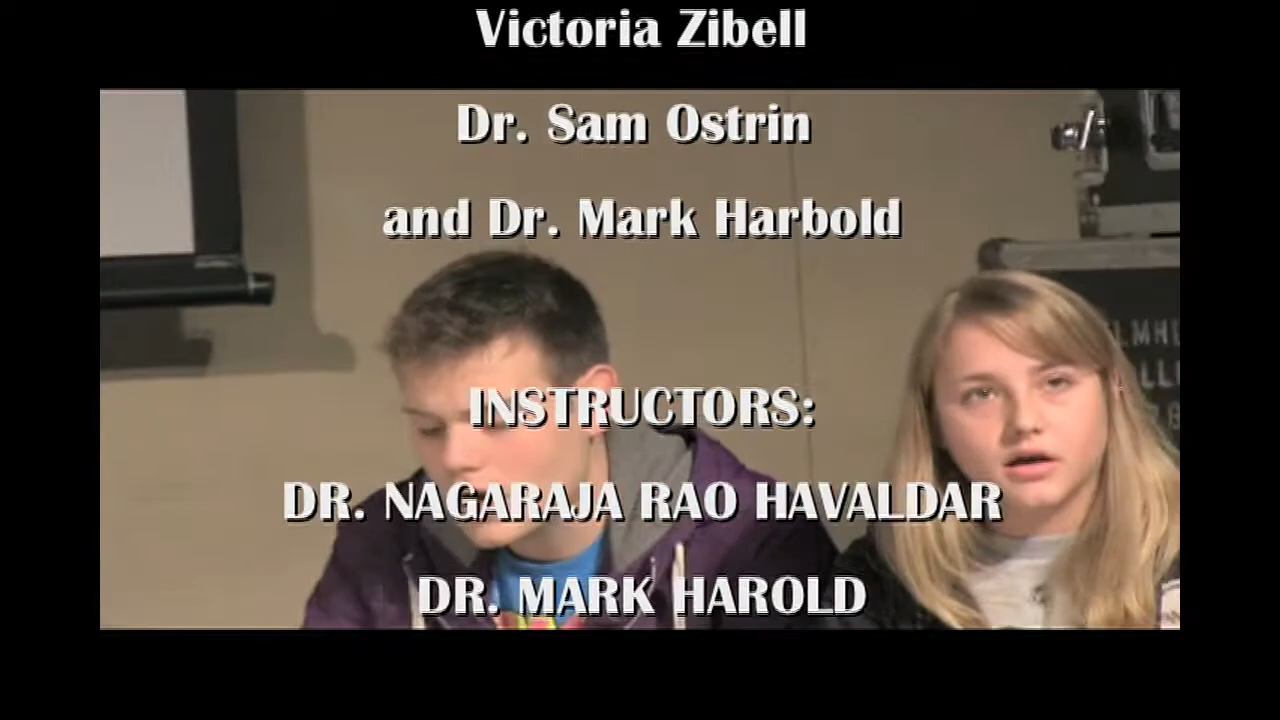 Victoria Zibell
Dr. Sam Ostrin
and Dr. Mark Harbold
INSTRUCTORS:
DR. NAGARAJA RAO HAVALDAR
DR. MARK HAROLD